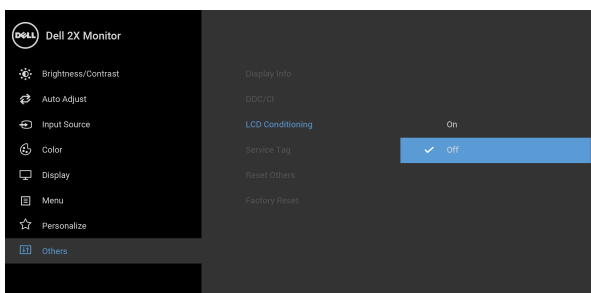 DELL Dell 2X Monitor
Brightness/Contrast
Auto Adjust
Input Source
Color
Display
Menu
Personalize
Others
Display Info
DDC/CI
LCD Conditioning
Service Tag
Reset Others
Factory Reset
On
Off